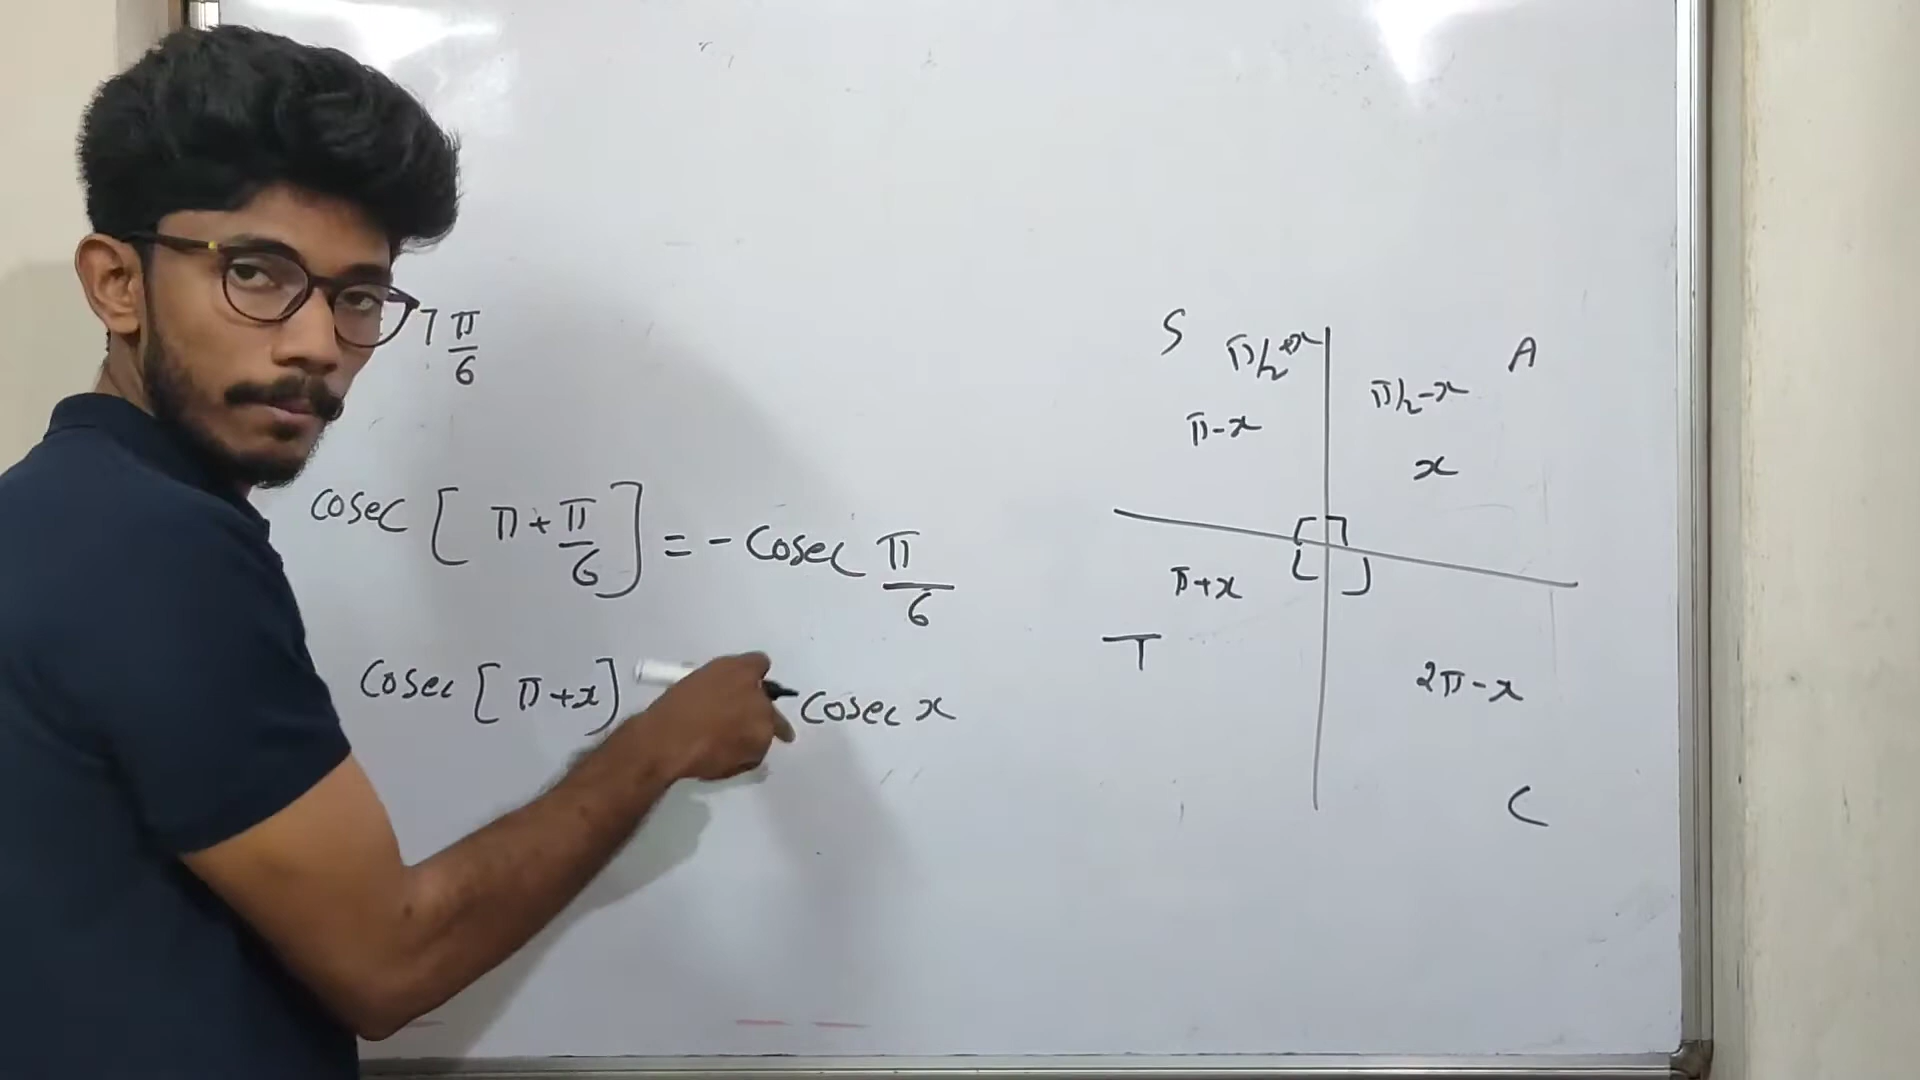 7 π/6
cosec [ π + π/6 ] = - cosec π/6
cosec [ π + x ] - cosec x
S π/2 + x π/2 - x A
π - x x
π + x
T 2π - x
C